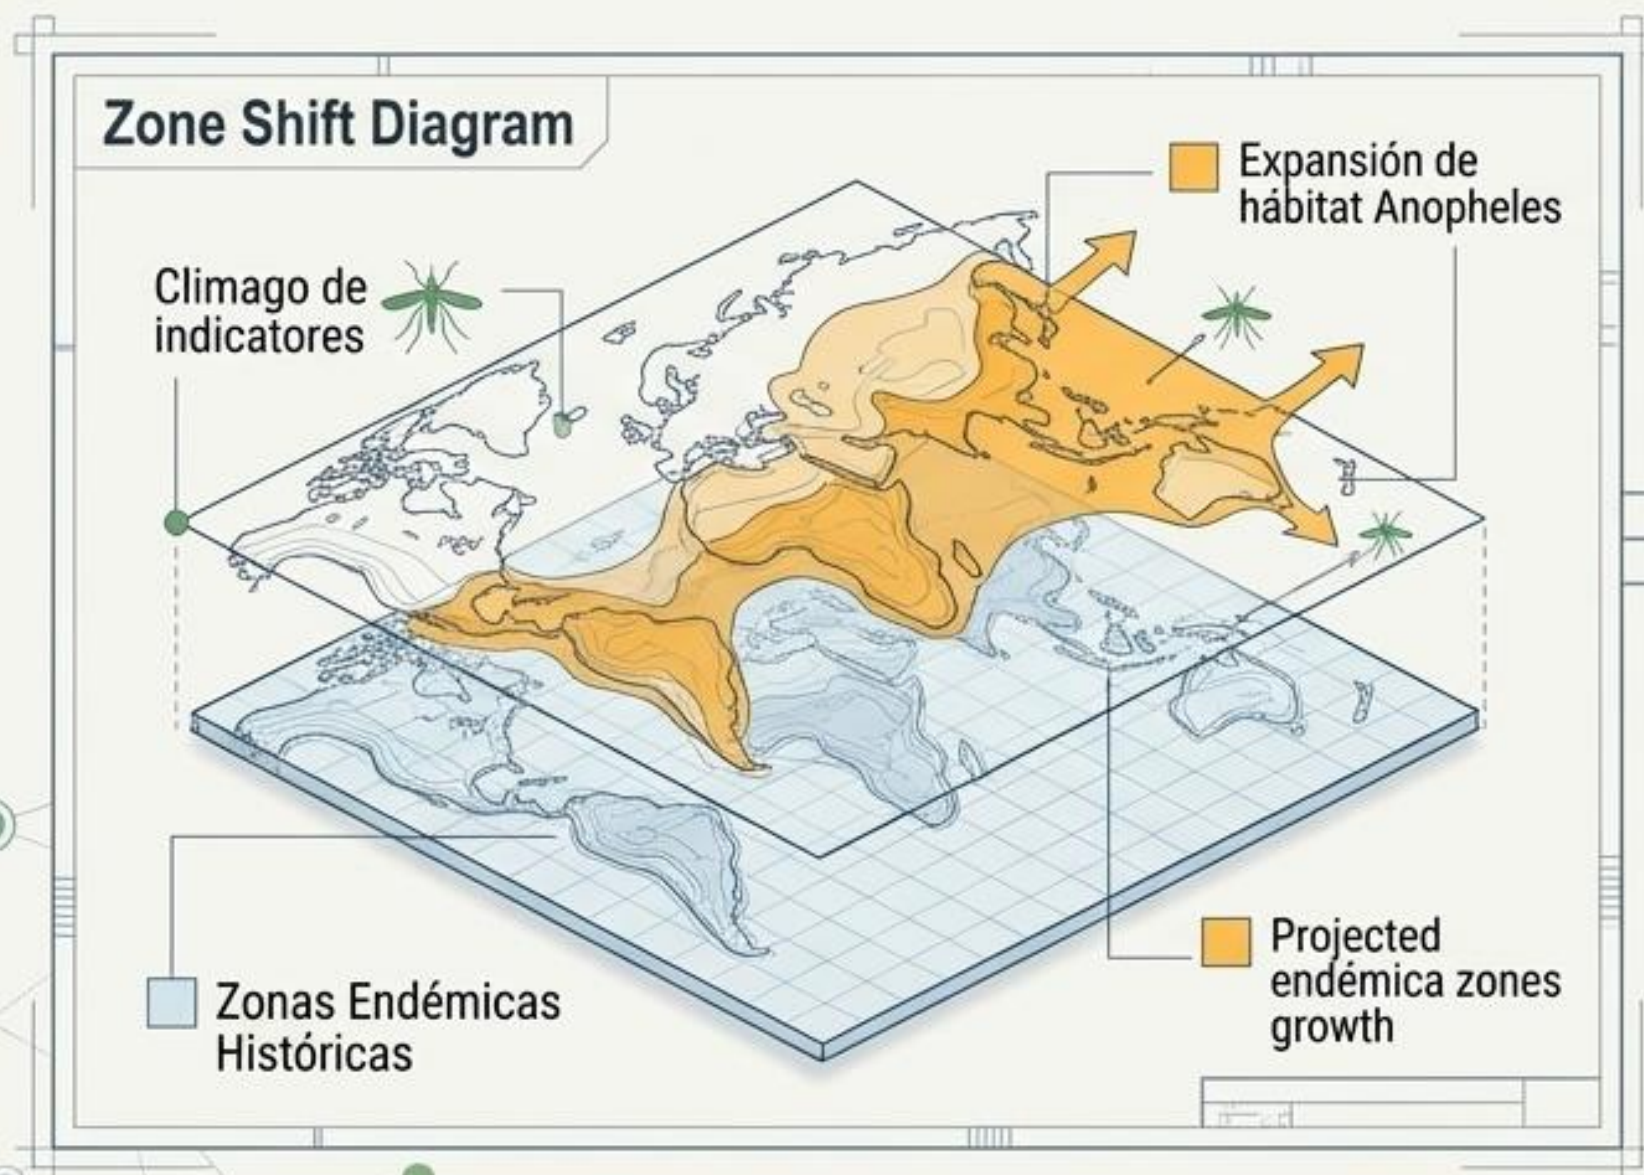 Zone Shift Diagram
Expansión de
hábitat Anopheles
Climago de
indicatores
Zonas Endémicas
Históricas
Projected
endémica zones
growth